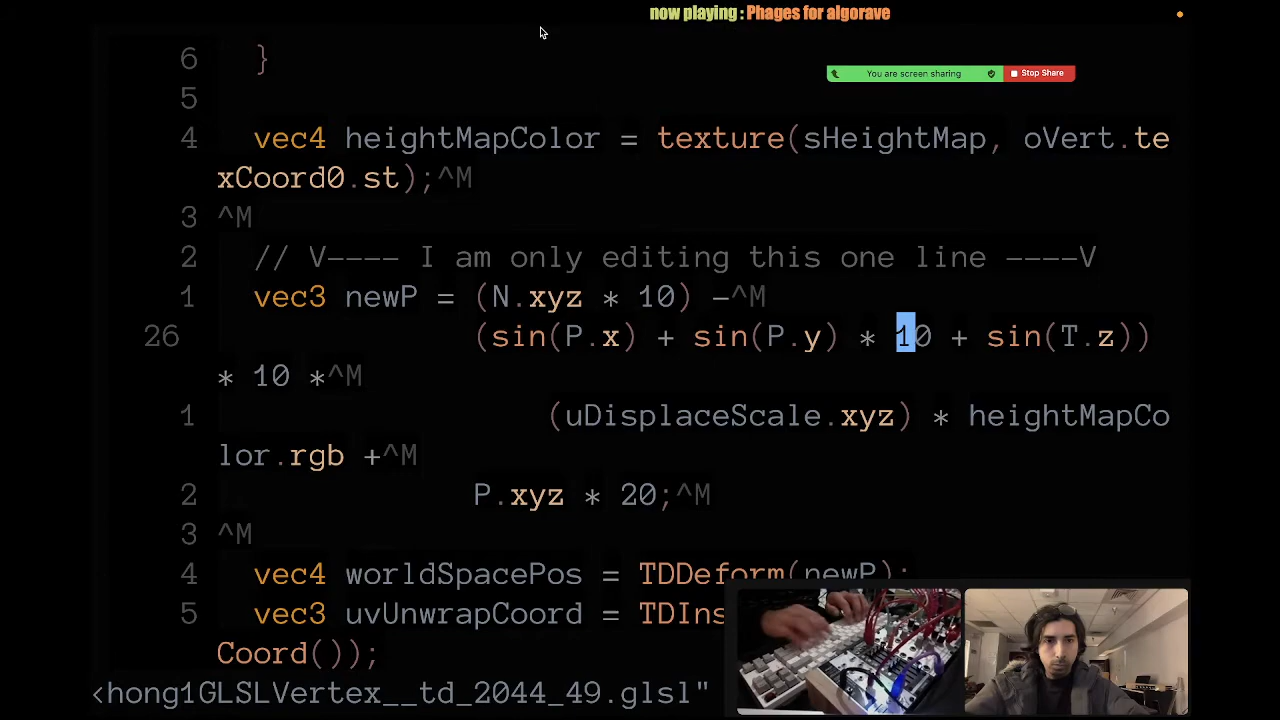 now playing : Phages for algorave
6 }
You are screen sharing Stop Share
5
4 vec4 heightMapColor = texture(sHeightMap, oVert.te
xCoord0.st);^M
3 ^M
2 // V---- I am only editing this one line ----V
1 vec3 newP = (N.xyz * 10) -^M
26 (sin(P.x) + sin(P.y) * 10 + sin(T.z))
* 10 *^M
1 (uDisplaceScale.xyz) * heightMapCo
lor.rgb +^M
2 P.xyz * 20;^M
3 ^M
4 vec4 worldSpacePos = TDDeform(newP);
5 vec3 uvUnwrapCoord = TDIns
Coord());
<hong1GLSLVertex__td_2044_49.glsl"